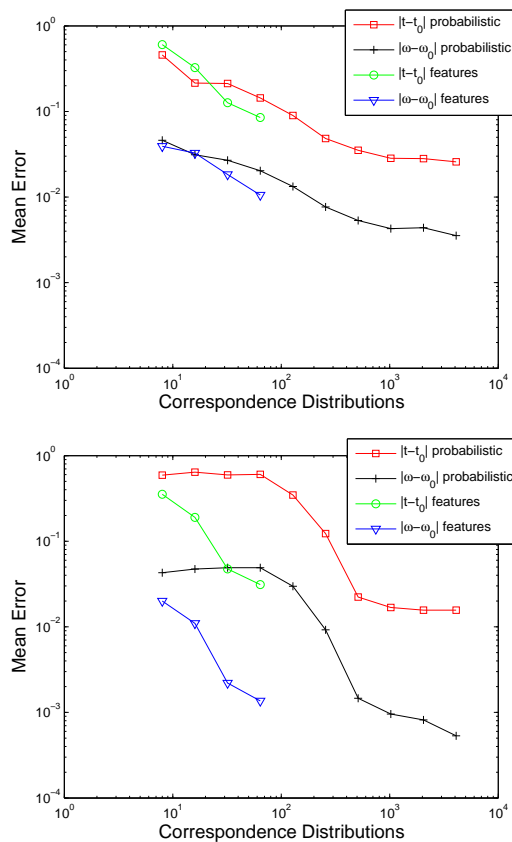 |t−t₀| probabilistic
|ω−ω₀| probabilistic
|t−t₀| features
|ω−ω₀| features
10⁰
10⁻¹
10⁻²
10⁻³
10⁻⁴
Mean Error
10⁰ 10¹ 10² 10³ 10⁴
Correspondence Distributions
|t−t₀| probabilistic
|ω−ω₀| probabilistic
|t−t₀| features
|ω−ω₀| features
10⁰
10⁻¹
10⁻²
10⁻³
10⁻⁴
Mean Error
10⁰ 10¹ 10² 10³ 10⁴
Correspondence Distributions